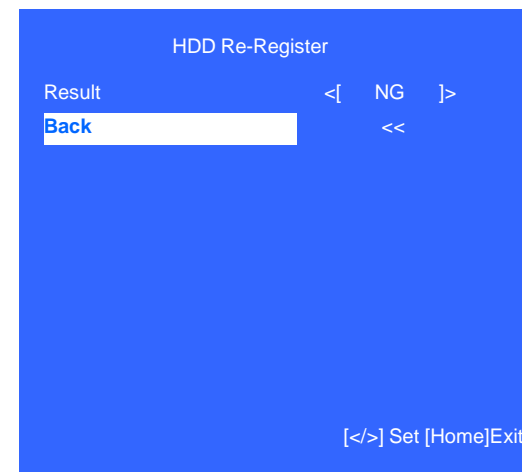 HDD Re-Register
Result <[ NG ]>
Back <<
[</>] Set [Home]Exit